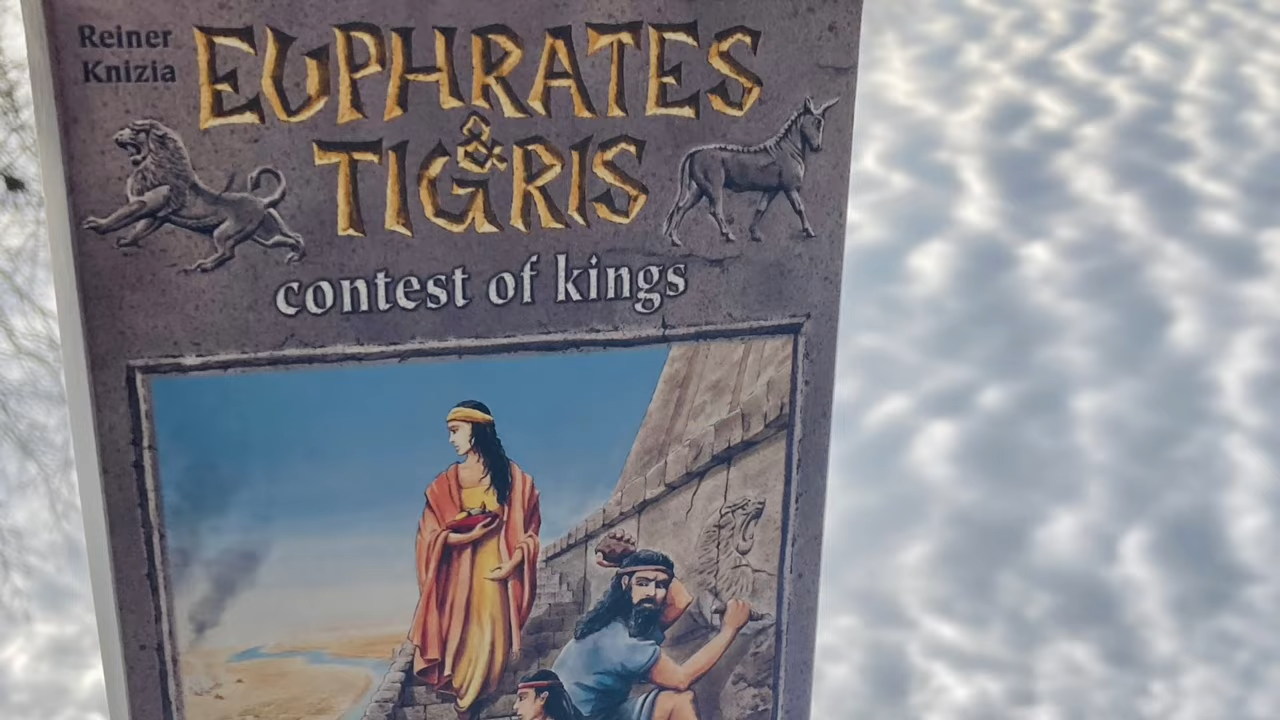 Reiner
Knizia
EUPHRATES
&
TIGRIS
contest of kings